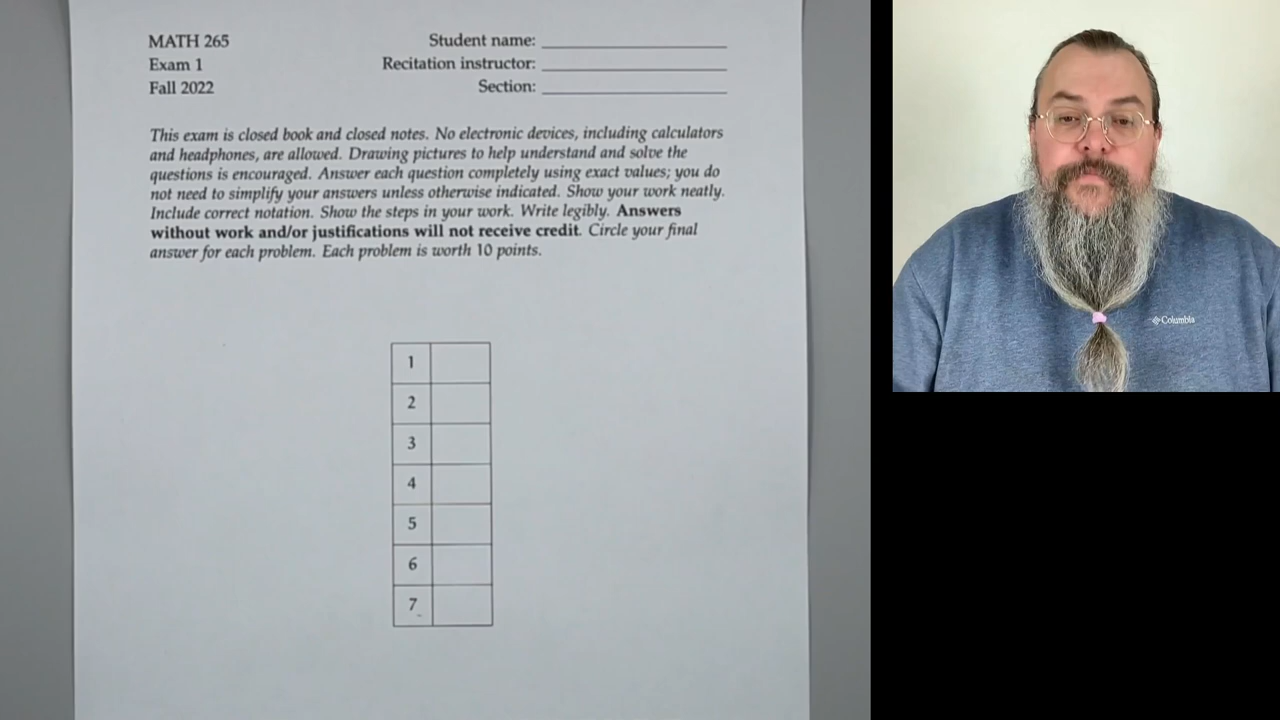 MATH 265
Exam 1
Fall 2022
Student name:
Recitation instructor:
Section:
This exam is closed book and closed notes. No electronic devices, including calculators
and headphones, are allowed. Drawing pictures to help understand and solve the
questions is encouraged. Answer each question completely using exact values; you do
not need to simplify your answers unless otherwise indicated. Show your work neatly.
Include correct notation. Show the steps in your work. Write legibly. Answers
without work and/or justifications will not receive credit. Circle your final
answer for each problem. Each problem is worth 10 points.
1
2
3
4
5
6
7
Columbia